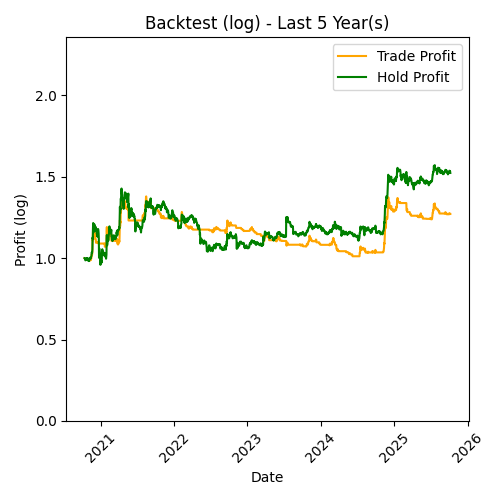 Backtest (log) - Last 5 Year(s)
Trade Profit
Hold Profit
Profit (log)
2.0
1.5
1.0
0.5
0.0
2021
2022
2023
2024
2025
2026
Date